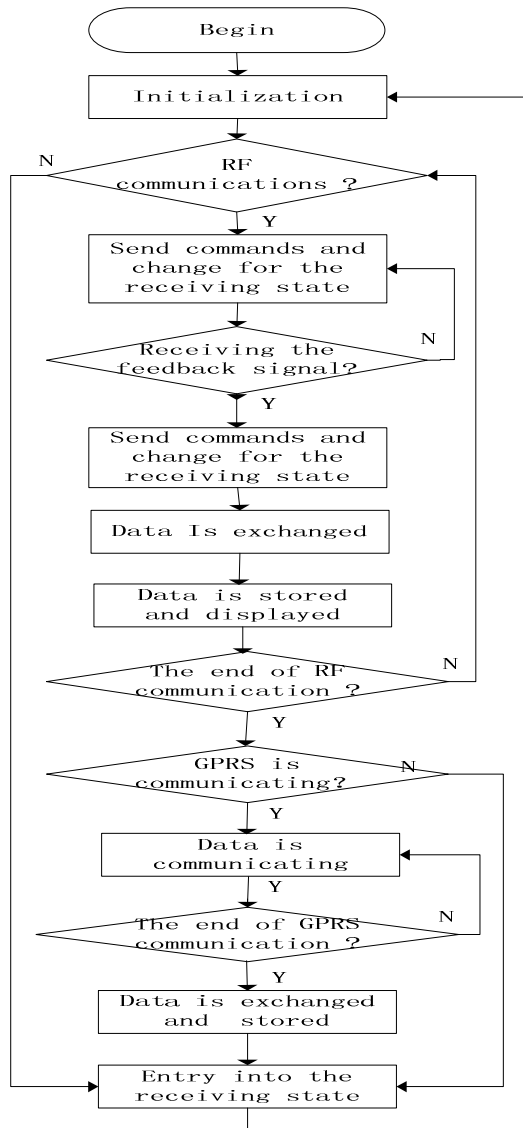 Begin
Initialization
N
RF
communications ?
Y
Send commands and
change for the
receiving state
N
Receiving the
feedback signal?
Y
Send commands and
change for the
receiving state
Data Is exchanged
Data is stored
and displayed
N
The end of RF
communication ?
Y
GPRS is
communicating?
N
Y
Data is
communicating
Y
N
The end of GPRS
communication ?
Y
Data is exchanged
and stored
Entry into the
receiving state